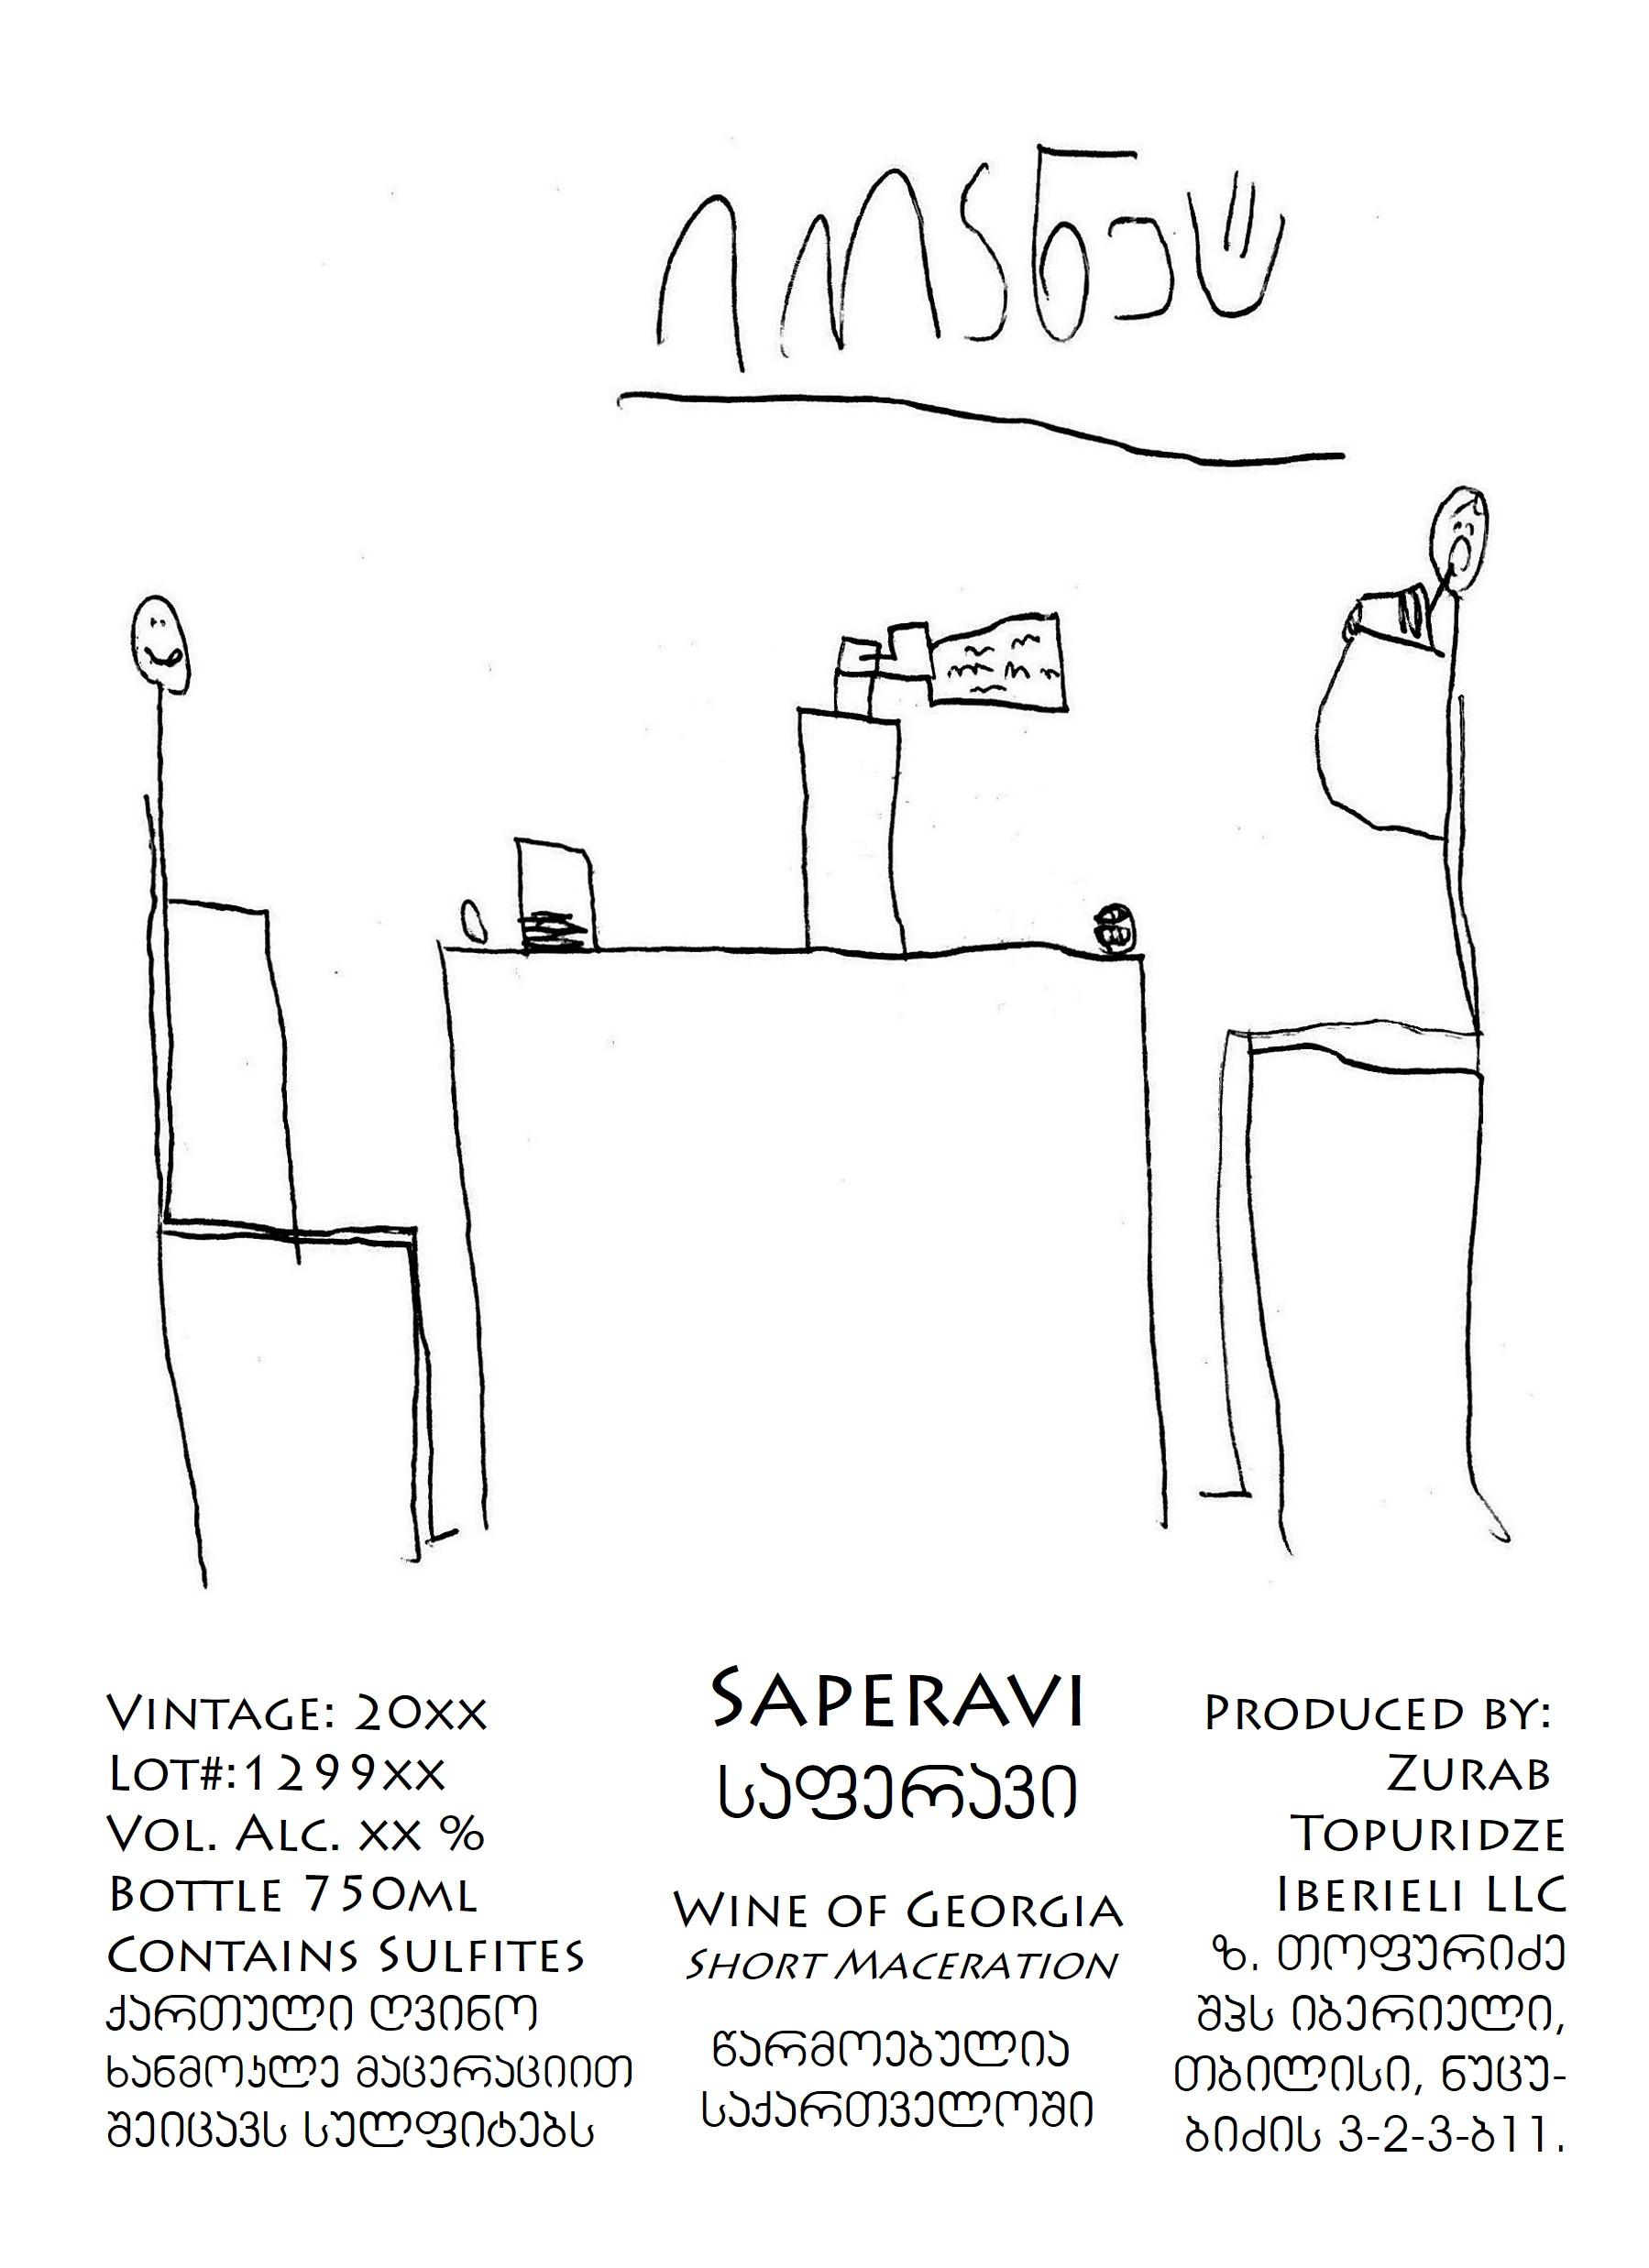 Vintage: 20xx
Lot#:1299xx
Vol. Alc. xx %
Bottle 750ml
Contains Sulfites
ქართული ღვინო
ხანმოკლე მაცერაციით
შეიცავს სულფიტებს
Saperavi
საფერავი
Wine of Georgia
Short Maceration
წარმოებულია
საქართველოში
Produced by:
Zurab
Topuridze
Iberieli LLC
ზ. თოფურიძე
შპს იბერიელი,
თბილისი, ნუცუ-
ბიძის 3-2-3-ბ11.